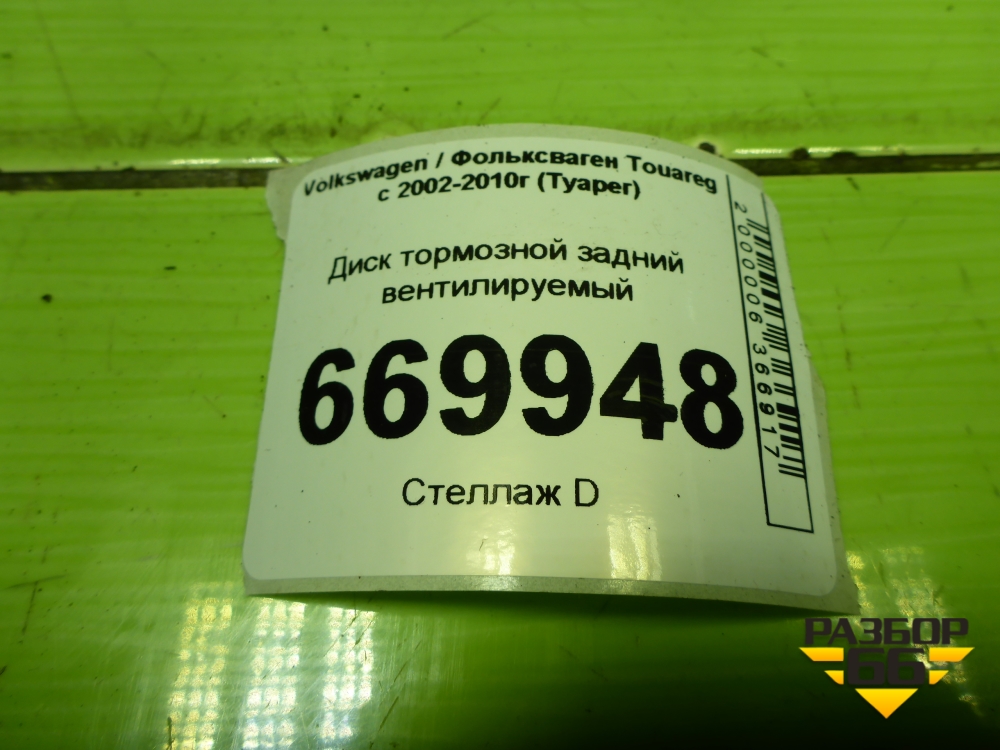 Volkswagen / Фольксваген Touareg
с 2002-2010г (Туарег)
Диск тормозной задний
вентилируемый
669948
Стеллаж D
2000006366917
РАЗБОР
66